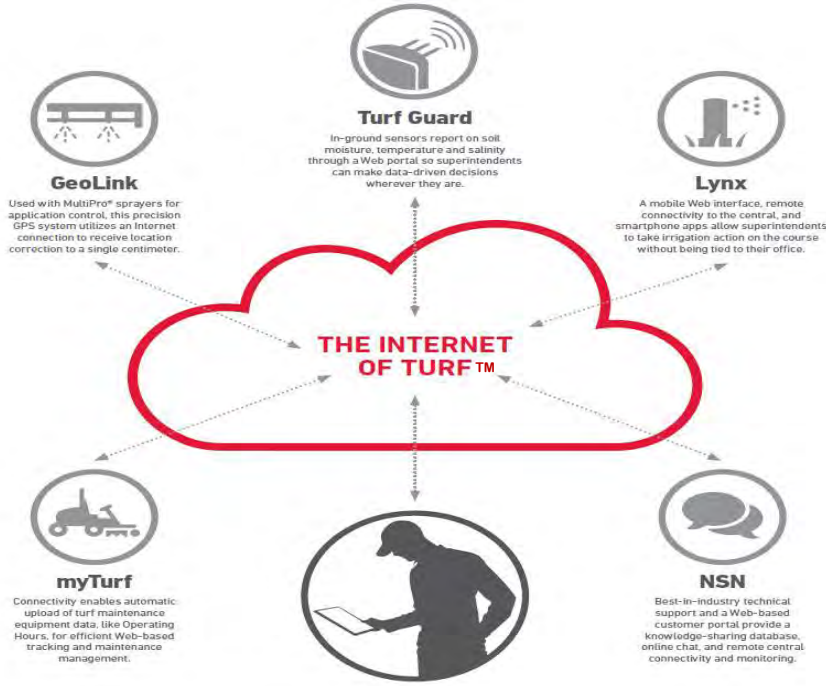 Turf Guard
In-ground sensors report on soil
moisture, temperature and salinity
through a Web portal so superintendents
can make data-driven decisions
wherever they are.
GeoLink
Used with MultiPro® sprayers for
application control, this precision
GPS system utilizes an Internet
connection to receive location
correction to a single centimeter.
Lynx
A mobile Web interface, remote
connectivity to the central, and
smartphone apps allow superintendents
to take irrigation action on the course
without being tied to their office.
THE INTERNET
OF TURF TM
myTurf
Connectivity enables automatic
upload of turf maintenance
equipment data, like Operating
Hours, for efficient Web-based
tracking and maintenance
management.
NSN
Best-in-industry technical
support and a Web-based
customer portal provide a
knowledge-sharing database,
online chat, and remote central
connectivity and monitoring.